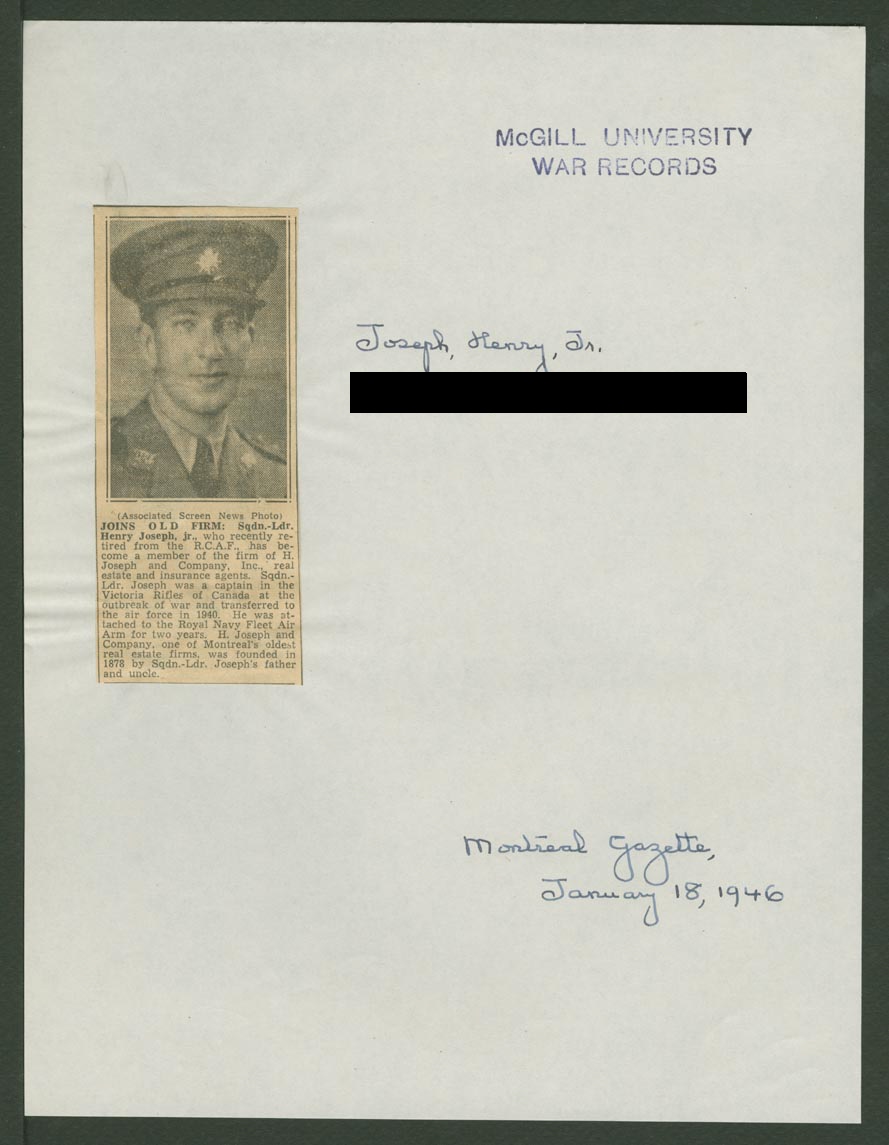 McGILL UNIVERSITY
WAR RECORDS
Joseph, Henry, Jr.
(Associated Screen News Photo)
JOINS OLD FIRM: Sqdn.-Ldr.
Henry Joseph, jr., who recently re-
tired from the R.C.A.F., has be-
come a member of the firm of H.
Joseph and Company, Inc., real
estate and insurance agents. Sqdn.-
Ldr. Joseph was a captain in the
Victoria Rifles of Canada at the
outbreak of war and transferred to
the air force in 1940. He was at-
tached to the Royal Navy Fleet Air
Arm for two years. H. Joseph and
Company, one of Montreal's oldest
real estate firms, was founded in
1878 by Sqdn.-Ldr. Joseph's father
and uncle.
Montreal Gazette,
January 18, 1946